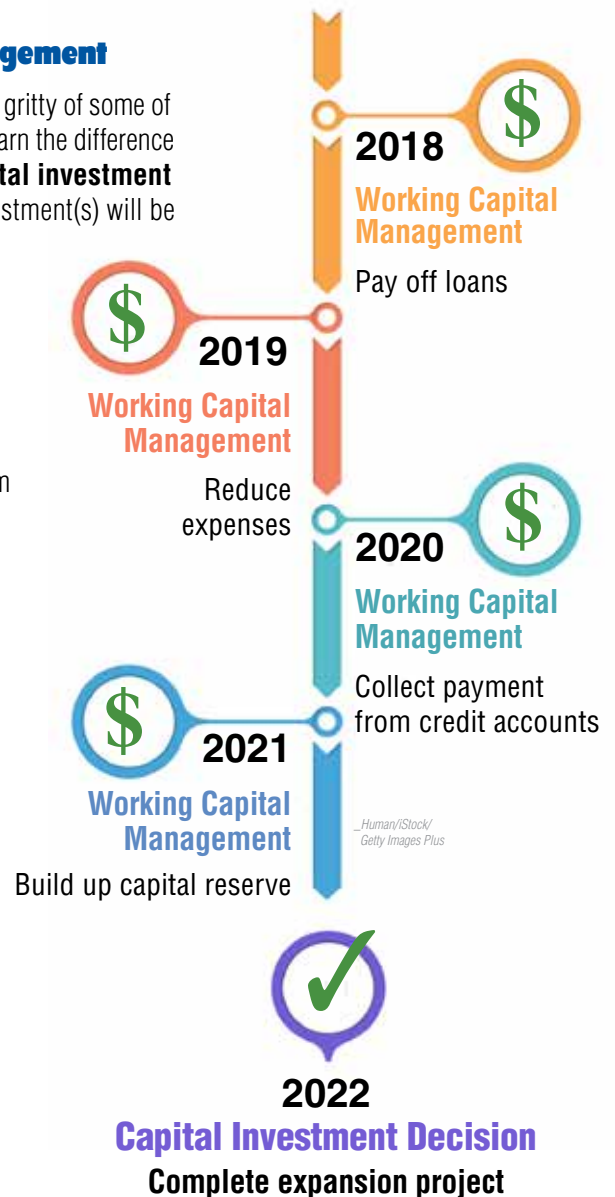 gement
gritty of some of
arn the difference
tal investment
stment(s) will be
$
2018
Working Capital
Management
Pay off loans
$
2019
Working Capital
Management
Reduce
expenses
$
2020
Working Capital
Management
Collect payment
from credit accounts
$
2021
Working Capital
Management
Build up capital reserve
_Human/iStock/
Getty Images Plus
2022
Capital Investment Decision
Complete expansion project